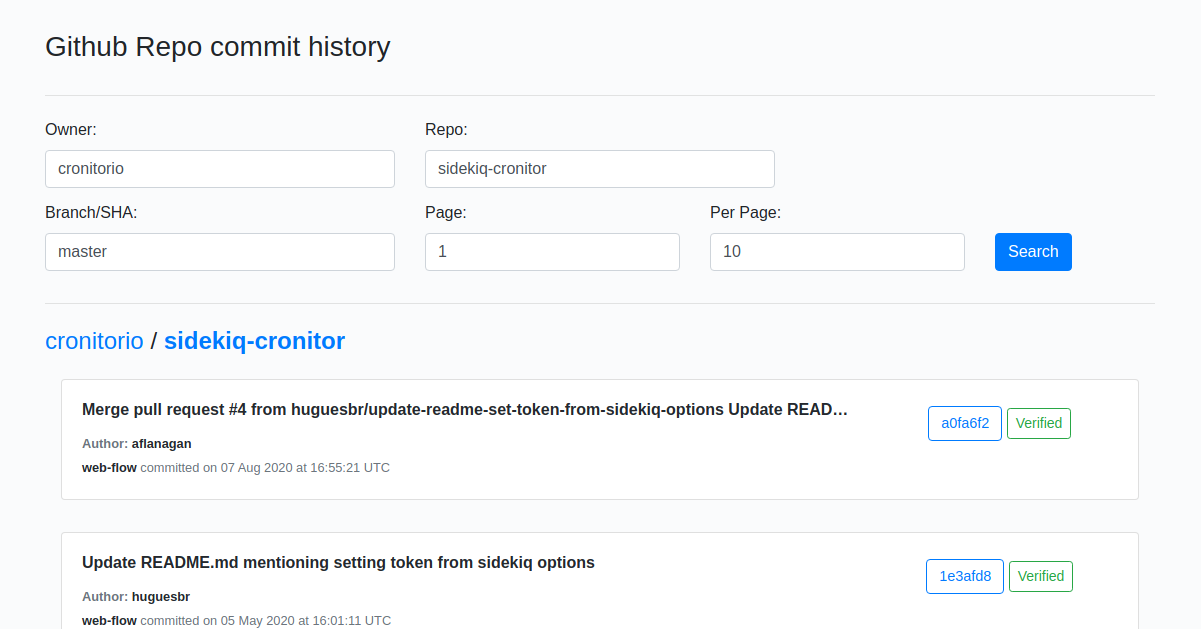 Github Repo commit history
Owner:
Repo:
cronitorio
sidekiq-cronitor
Branch/SHA:
Page:
Per Page:
master
1
10
Search
cronitorio / sidekiq-cronitor
Merge pull request #4 from huguesbr/update-readme-set-token-from-sidekiq-options Update READ…
a0fa6f2
Verified
Author: aflanagan
web-flow committed on 07 Aug 2020 at 16:55:21 UTC
Update README.md mentioning setting token from sidekiq options
1e3afd8
Verified
Author: huguesbr
web-flow committed on 05 May 2020 at 16:01:11 UTC